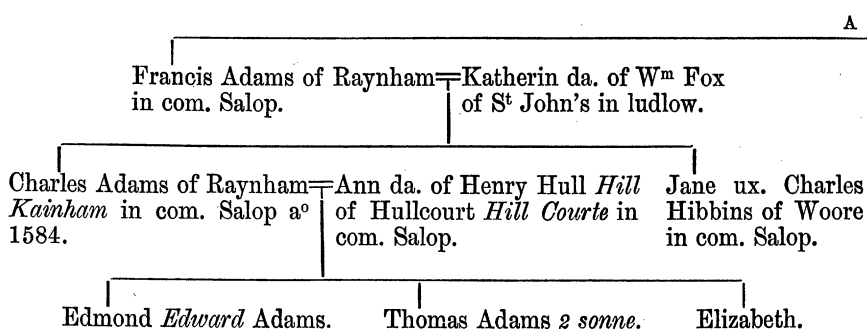 A
Francis Adams of Raynham
in com. Salop.
Katherin da. of Wm Fox
of St John's in ludlow.
Charles Adams of Raynham
Kainham in com. Salop ao
1584.
Ann da. of Henry Hull Hill
of Hullcourt Hill Courte in
com. Salop.
Jane ux. Charles
Hibbins of Woore
in com. Salop.
Edmond Edward Adams.
Thomas Adams 2 sonne.
Elizabeth.